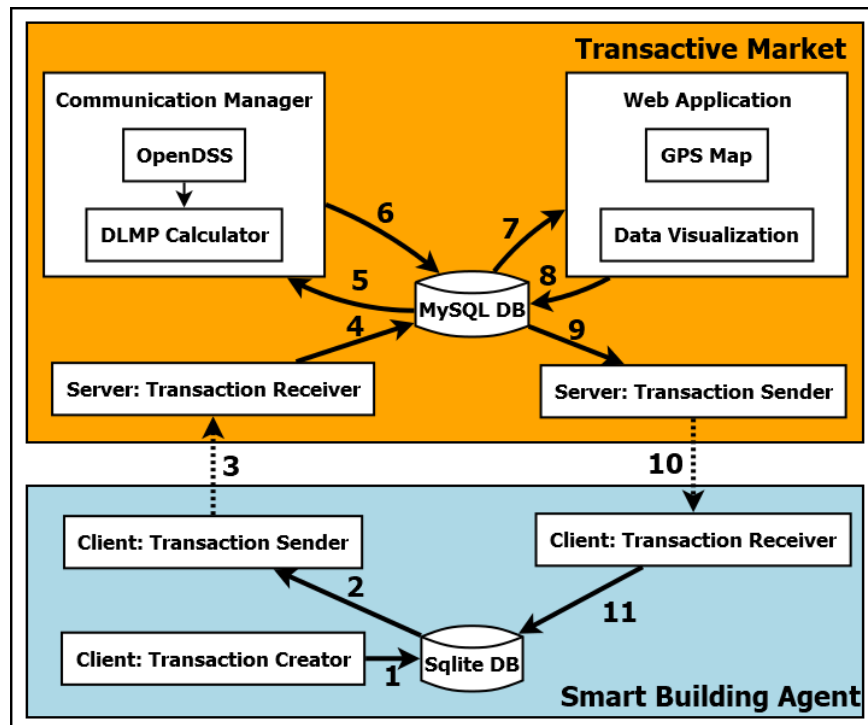 Transactive Market
Communication Manager
OpenDSS
DLMP Calculator
Web Application
GPS Map
Data Visualization
6
7
5
8
MySQL DB
4
9
Server: Transaction Receiver
Server: Transaction Sender
3
10
Client: Transaction Sender
Client: Transaction Receiver
2
11
Client: Transaction Creator
1
Sqlite DB
Smart Building Agent